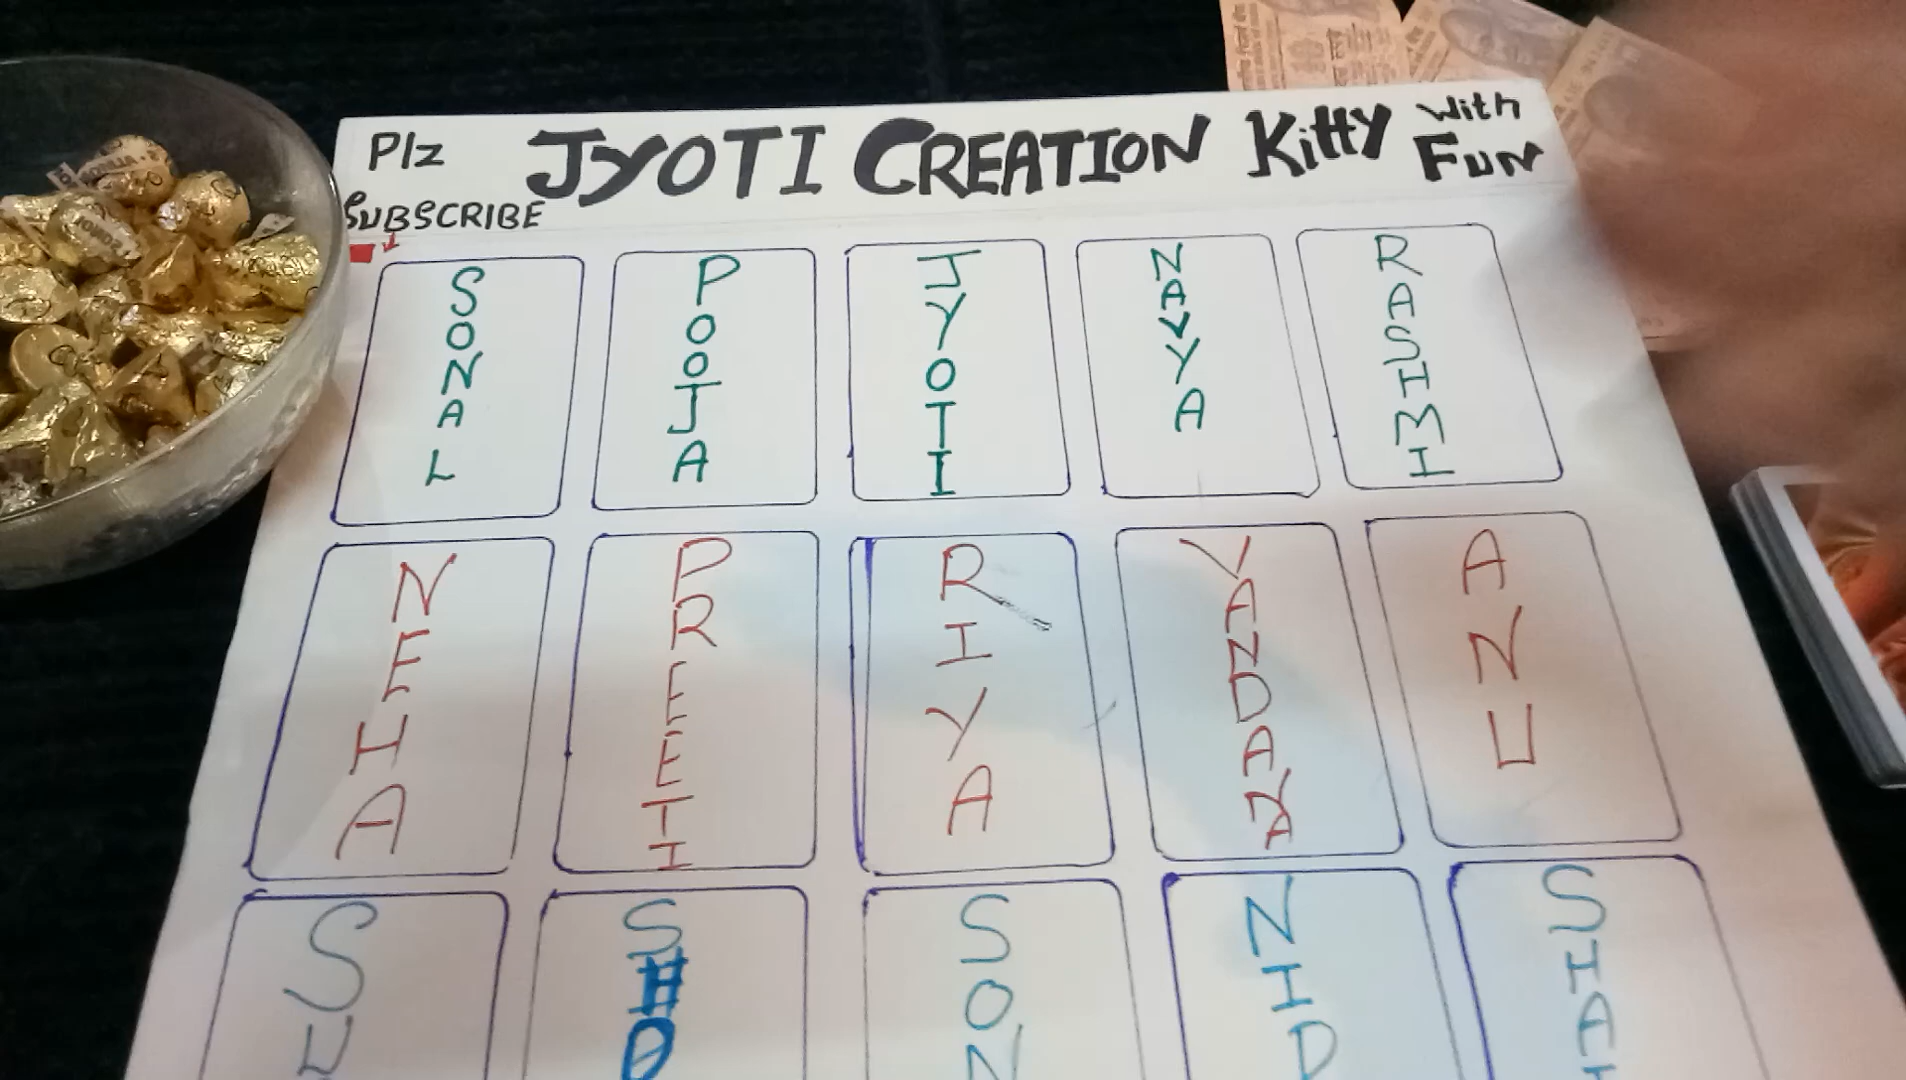 Plz JYOTI CREATION Kitty With
SUBSCRIBE FUN
SONAL
POOJA
JYOTI
NAVYA
RASHMI
NEHA
PREETI
RIYA
VANDANA
ANU